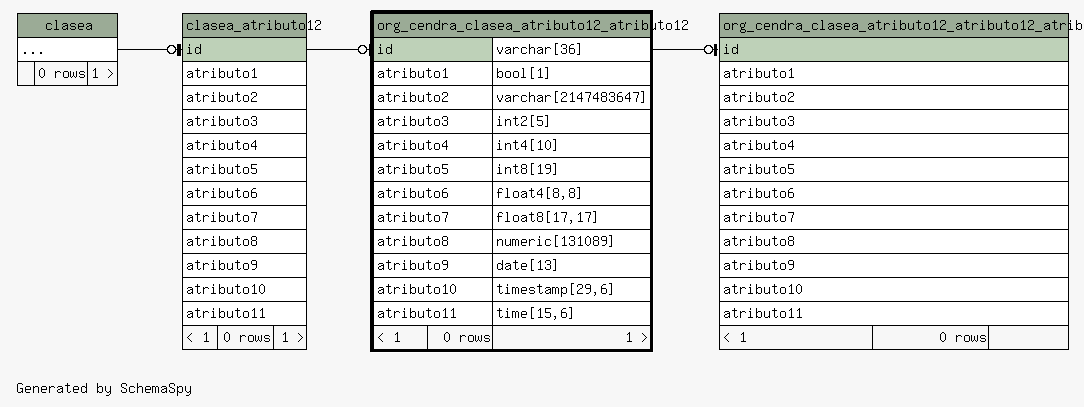 clasea
...
0 rows 1 >
clasea_atributo12
id
atributo1
atributo2
atributo3
atributo4
atributo5
atributo6
atributo7
atributo8
atributo9
atributo10
atributo11
< 1 0 rows 1 >
org_cendra_clasea_atributo12_atributo12
id varchar[36]
atributo1 bool[1]
atributo2 varchar[2147483647]
atributo3 int2[5]
atributo4 int4[10]
atributo5 int8[19]
atributo6 float4[8,8]
atributo7 float8[17,17]
atributo8 numeric[131089]
atributo9 date[13]
atributo10 timestamp[29,6]
atributo11 time[15,6]
< 1 0 rows 1 >
org_cendra_clasea_atributo12_atributo12_atrib
id
atributo1
atributo2
atributo3
atributo4
atributo5
atributo6
atributo7
atributo8
atributo9
atributo10
atributo11
< 1 0 rows
Generated by SchemaSpy